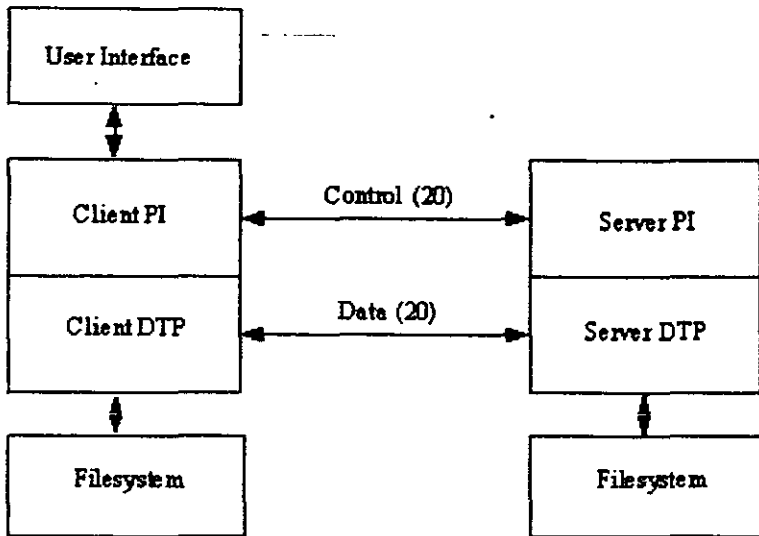 User Interface
Client PI
Control (20)
Server PI
Client DTP
Data (20)
Server DTP
Filesystem
Filesystem